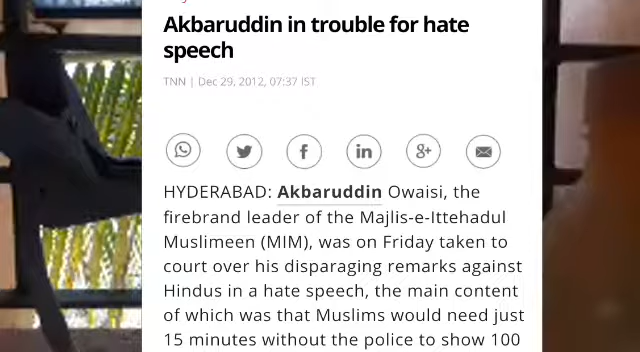 Akbaruddin in trouble for hate
speech
TNN | Dec 29, 2012, 07:37 IST
f in 8+
HYDERABAD: Akbaruddin Owaisi, the
firebrand leader of the Majlis-e-Ittehadul
Muslimeen (MIM), was on Friday taken to
court over his disparaging remarks against
Hindus in a hate speech, the main content
of which was that Muslims would need just
15 minutes without the police to show 100